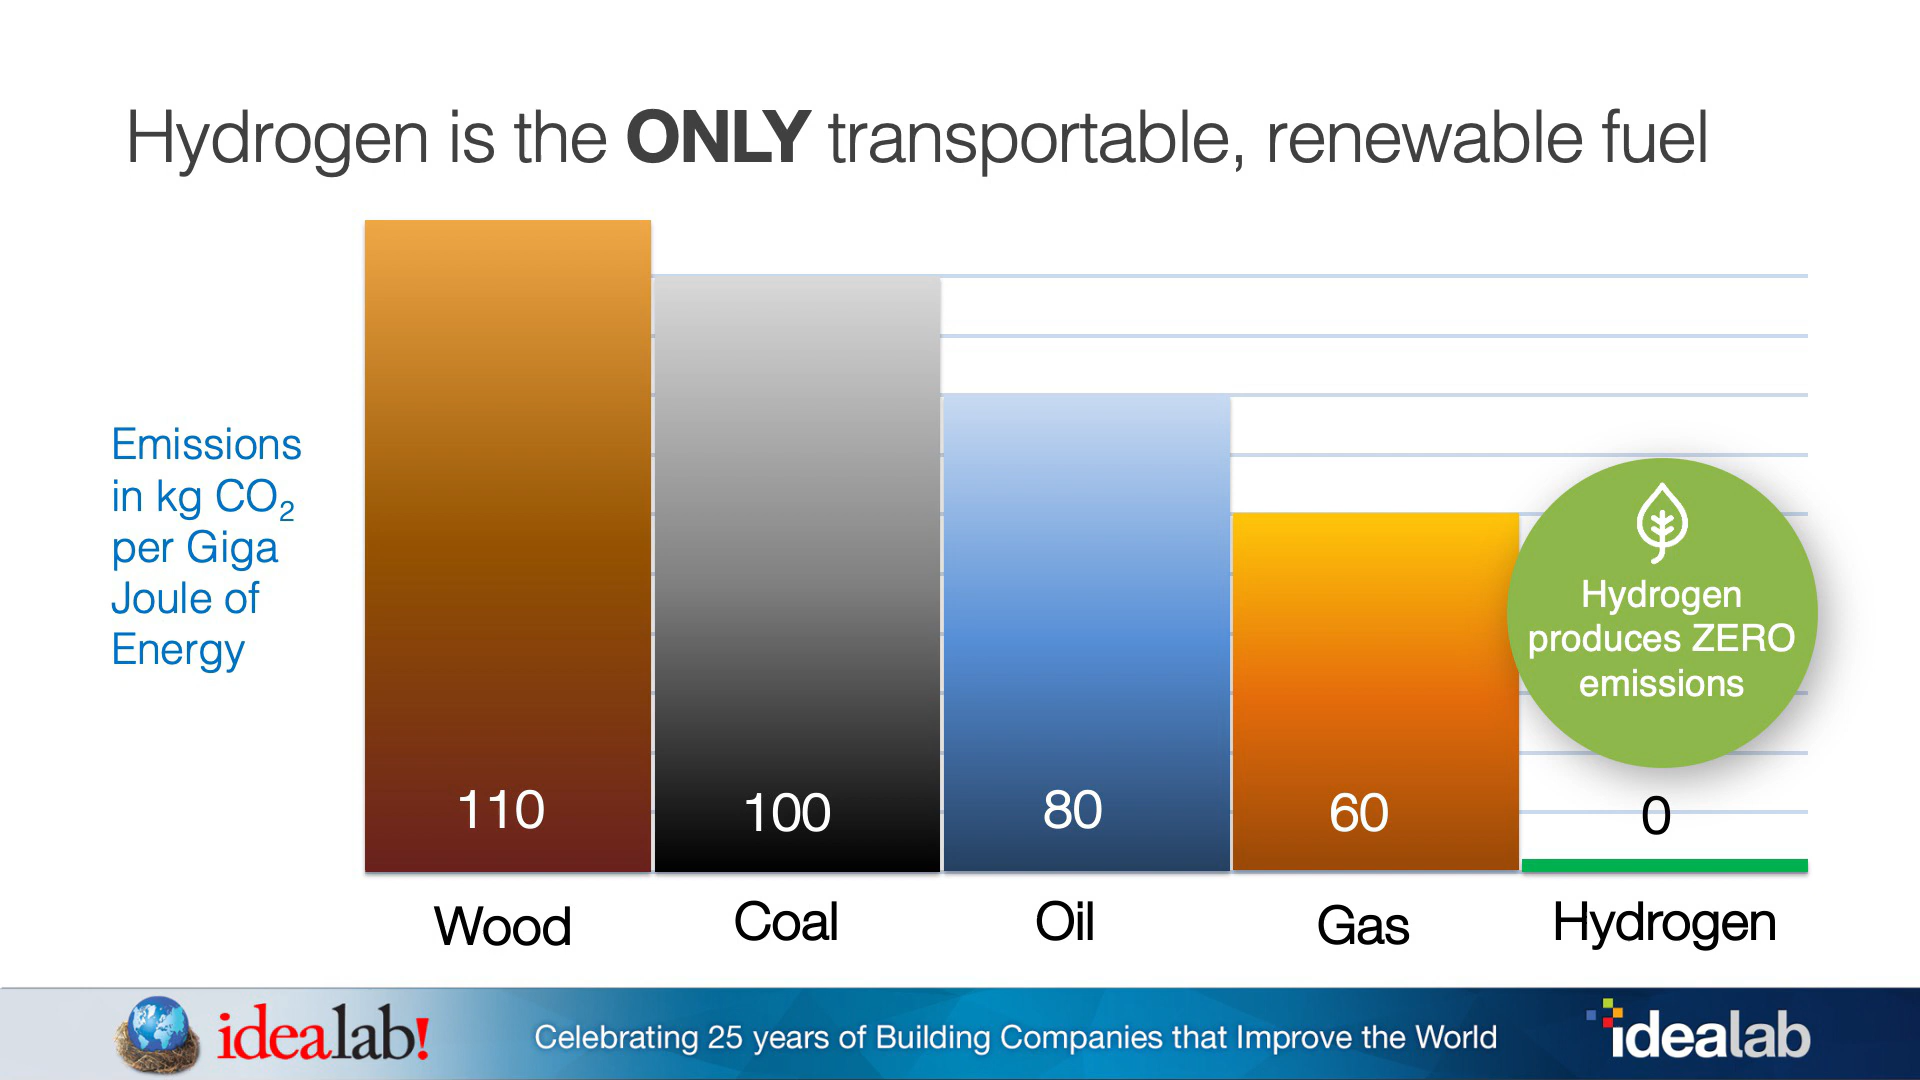 Hydrogen is the ONLY transportable, renewable fuel
Emissions
in kg CO₂
per Giga
Joule of
Energy
Hydrogen
produces ZERO
emissions
110
100
80
60
0
Wood
Coal
Oil
Gas
Hydrogen
idealab!
Celebrating 25 years of Building Companies that Improve the World
idealab